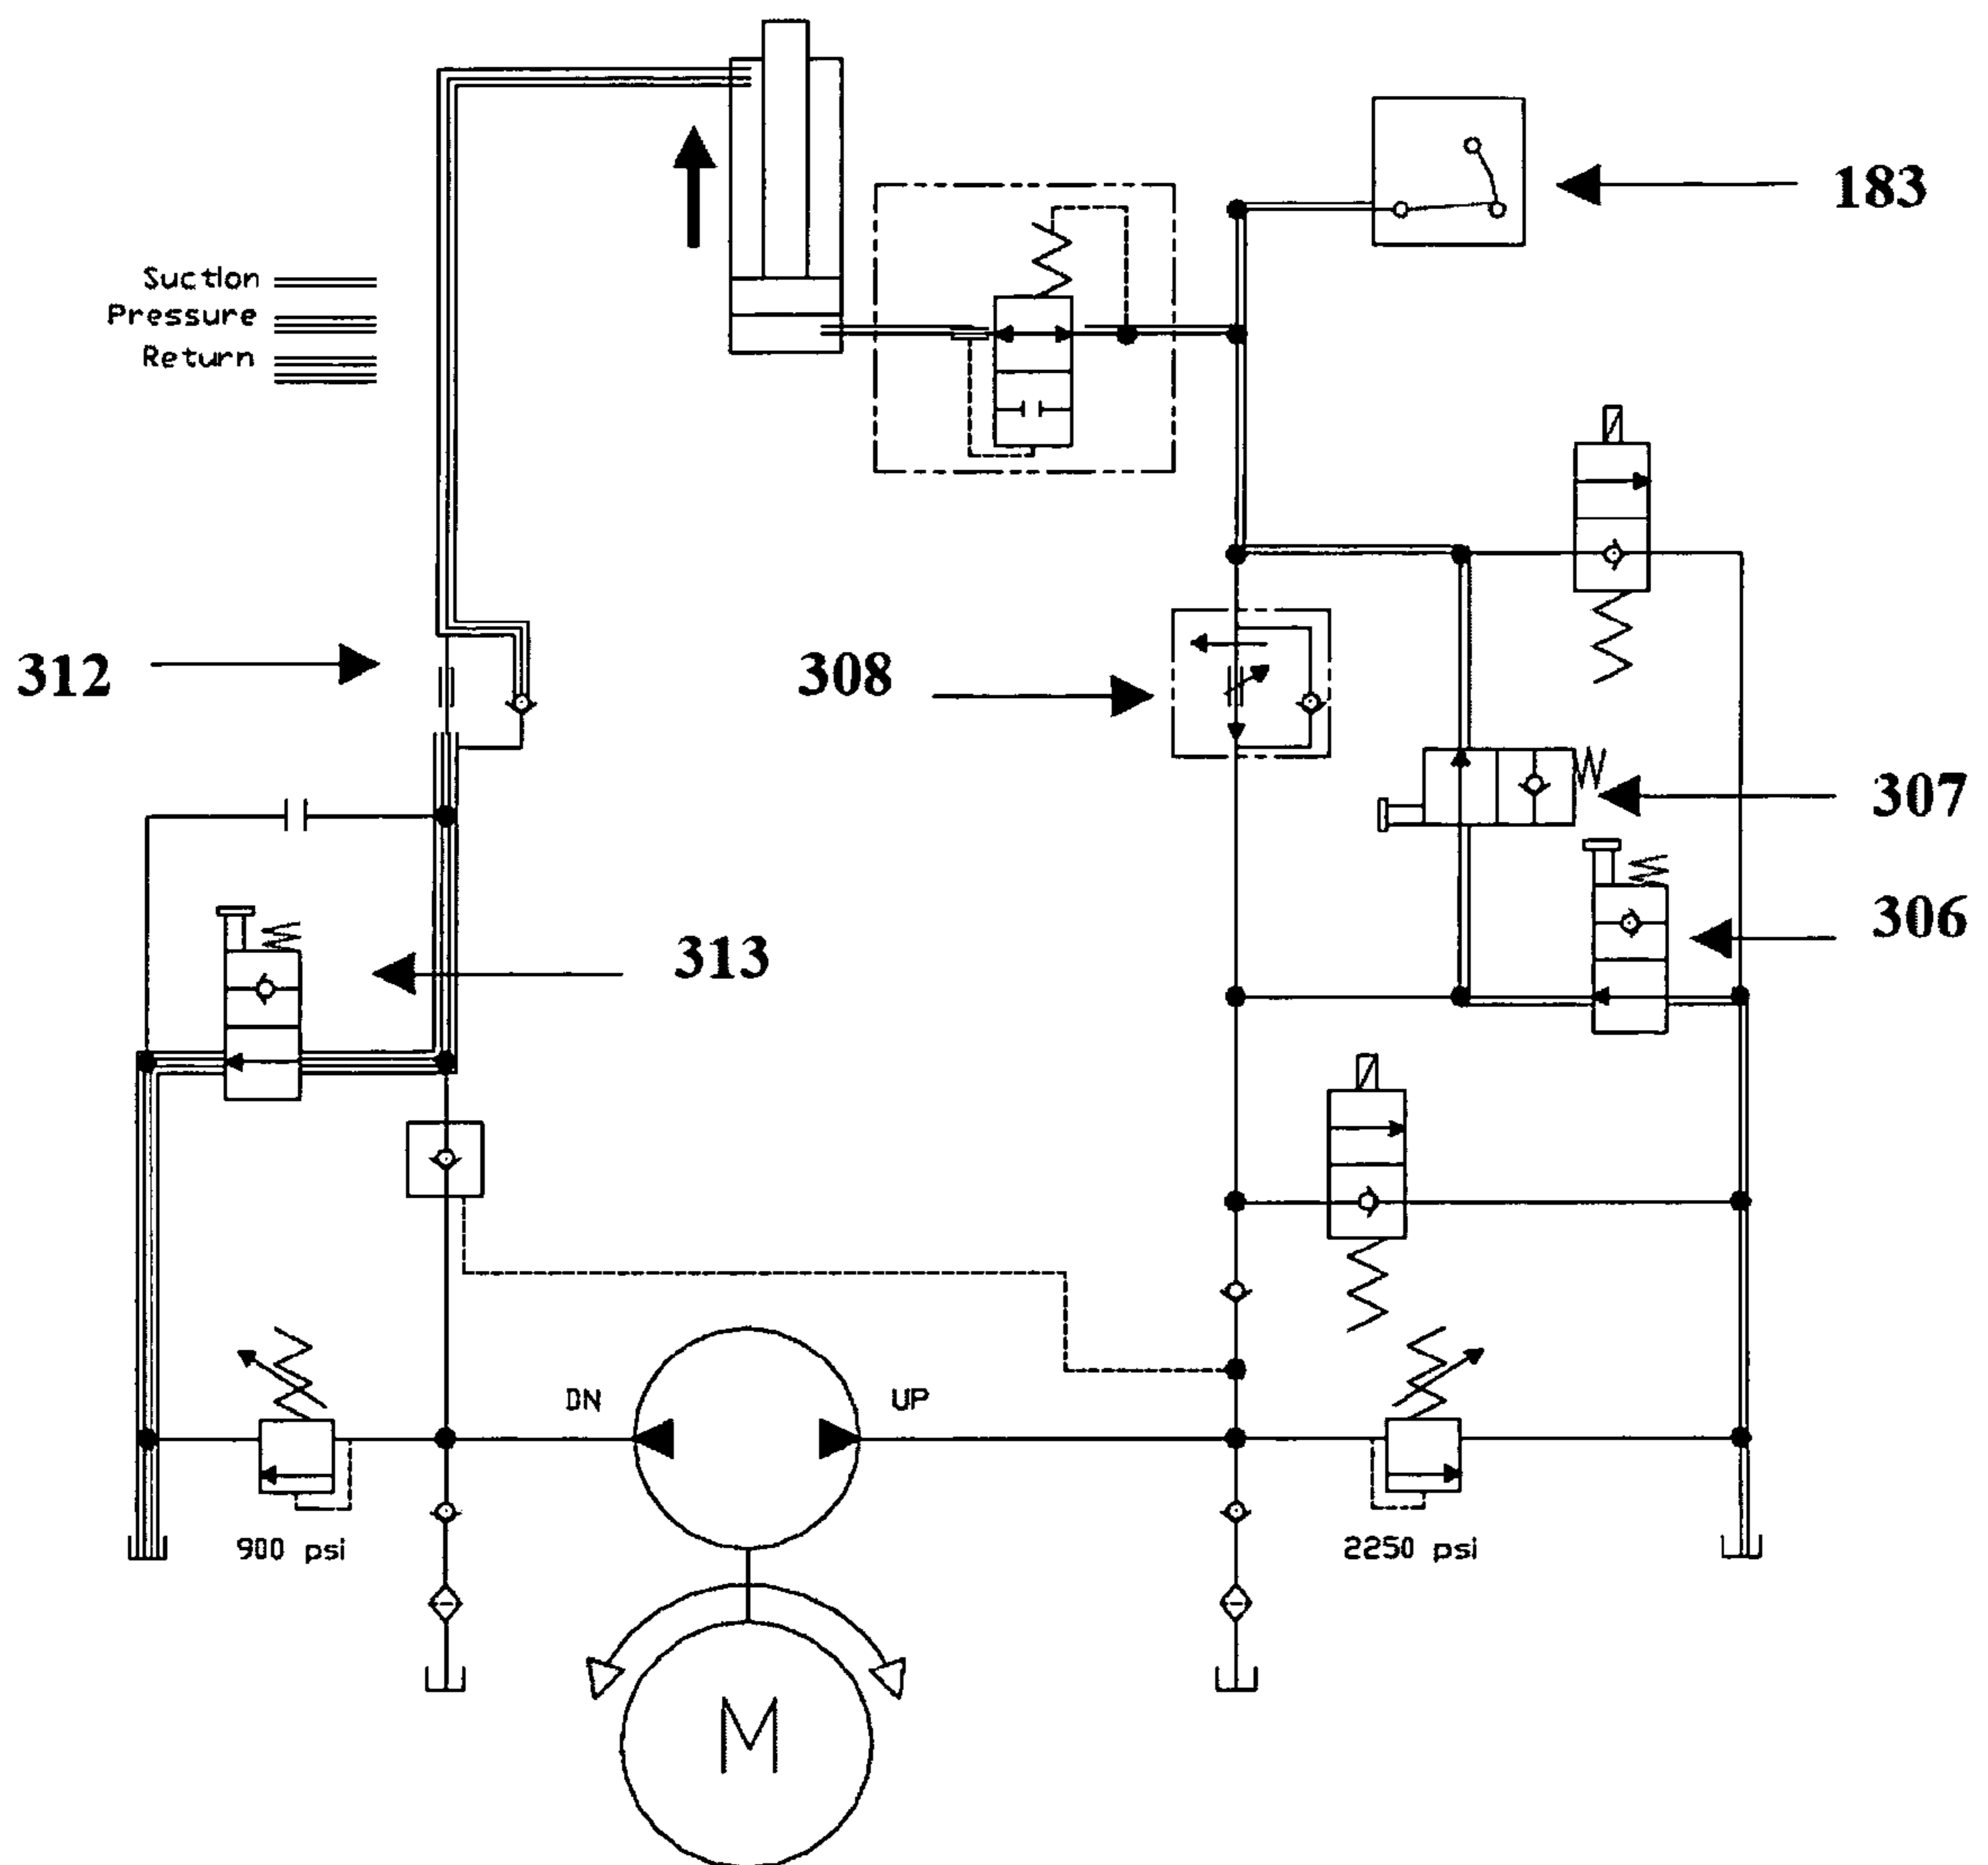 183
Suction
Pressure
Return
312
308
307
306
313
DN
UP
900 psi
2250 psi
M